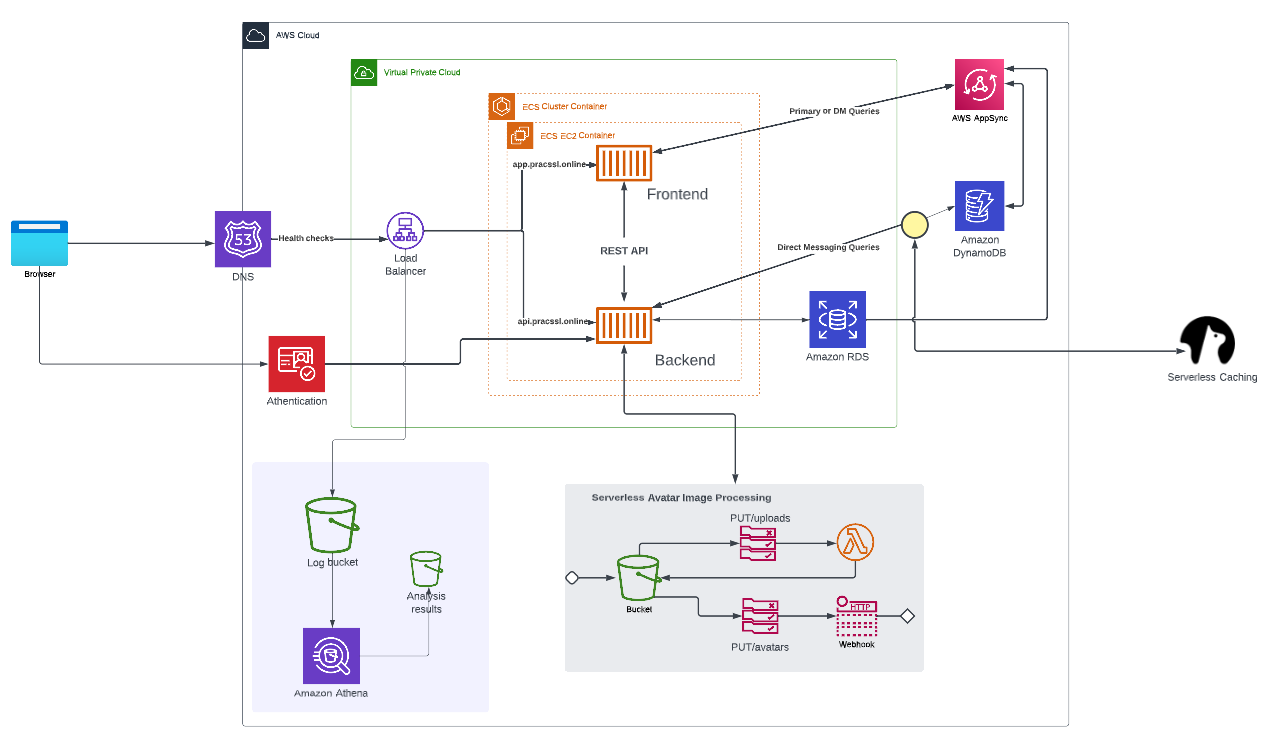 AWS Cloud
Virtual Private Cloud
ECS Cluster Container
ECS EC2 Container
Primary or DM Queries
AWS AppSync
app.pracssl.online
Frontend
53
Health checks
Browser
DNS
Load
Balancer
REST API
Direct Messaging Queries
Amazon
DynamoDB
api.pracssl.online
Backend
Amazon RDS
Serverless Caching
Athentication
Serverless Avatar Image Processing
PUT/uploads
Log bucket
Analysis
results
Bucket
HTTP
PUT/avatars
Webhook
Amazon Athena